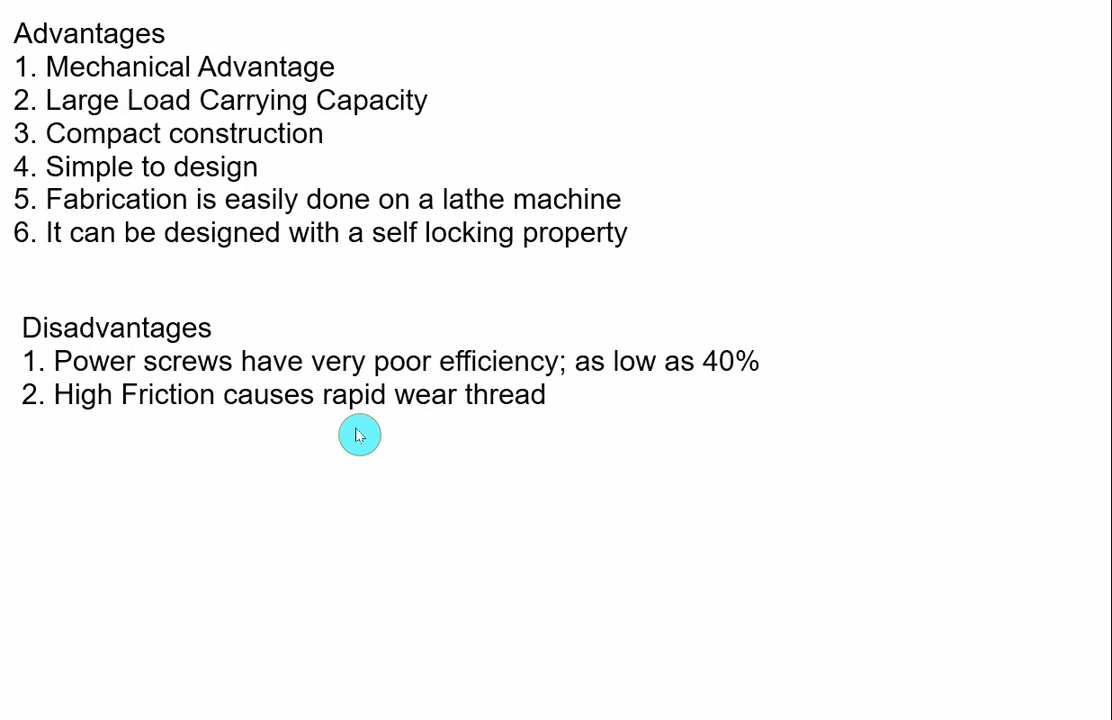 Advantages
1. Mechanical Advantage
2. Large Load Carrying Capacity
3. Compact construction
4. Simple to design
5. Fabrication is easily done on a lathe machine
6. It can be designed with a self locking property
Disadvantages
1. Power screws have very poor efficiency; as low as 40%
2. High Friction causes rapid wear thread